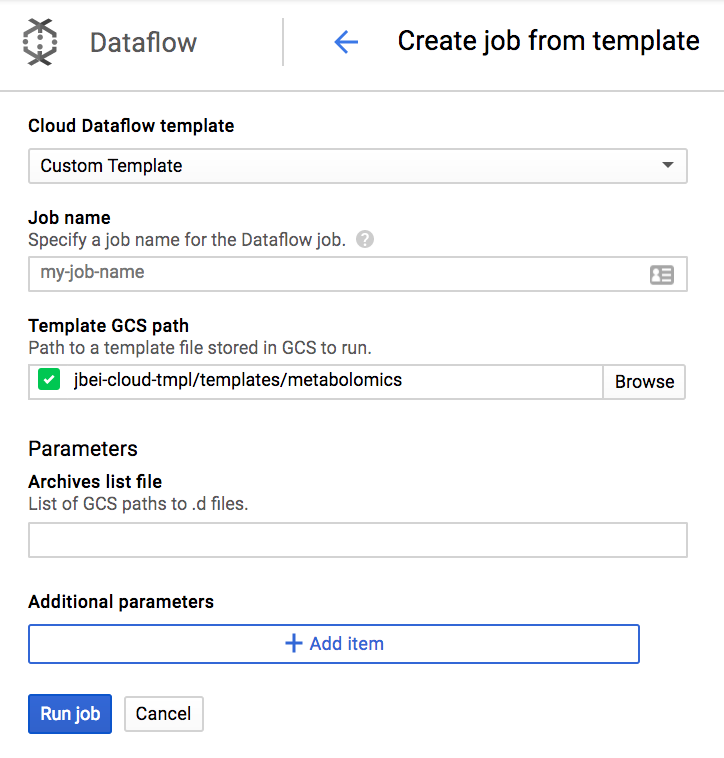 Dataflow
Create job from template
Cloud Dataflow template
Custom Template
Job name
Specify a job name for the Dataflow job. ?
my-job-name
Template GCS path
Path to a template file stored in GCS to run.
jbei-cloud-tmpl/templates/metabolomics
Browse
Parameters
Archives list file
List of GCS paths to .d files.
Additional parameters
+ Add item
Run job
Cancel